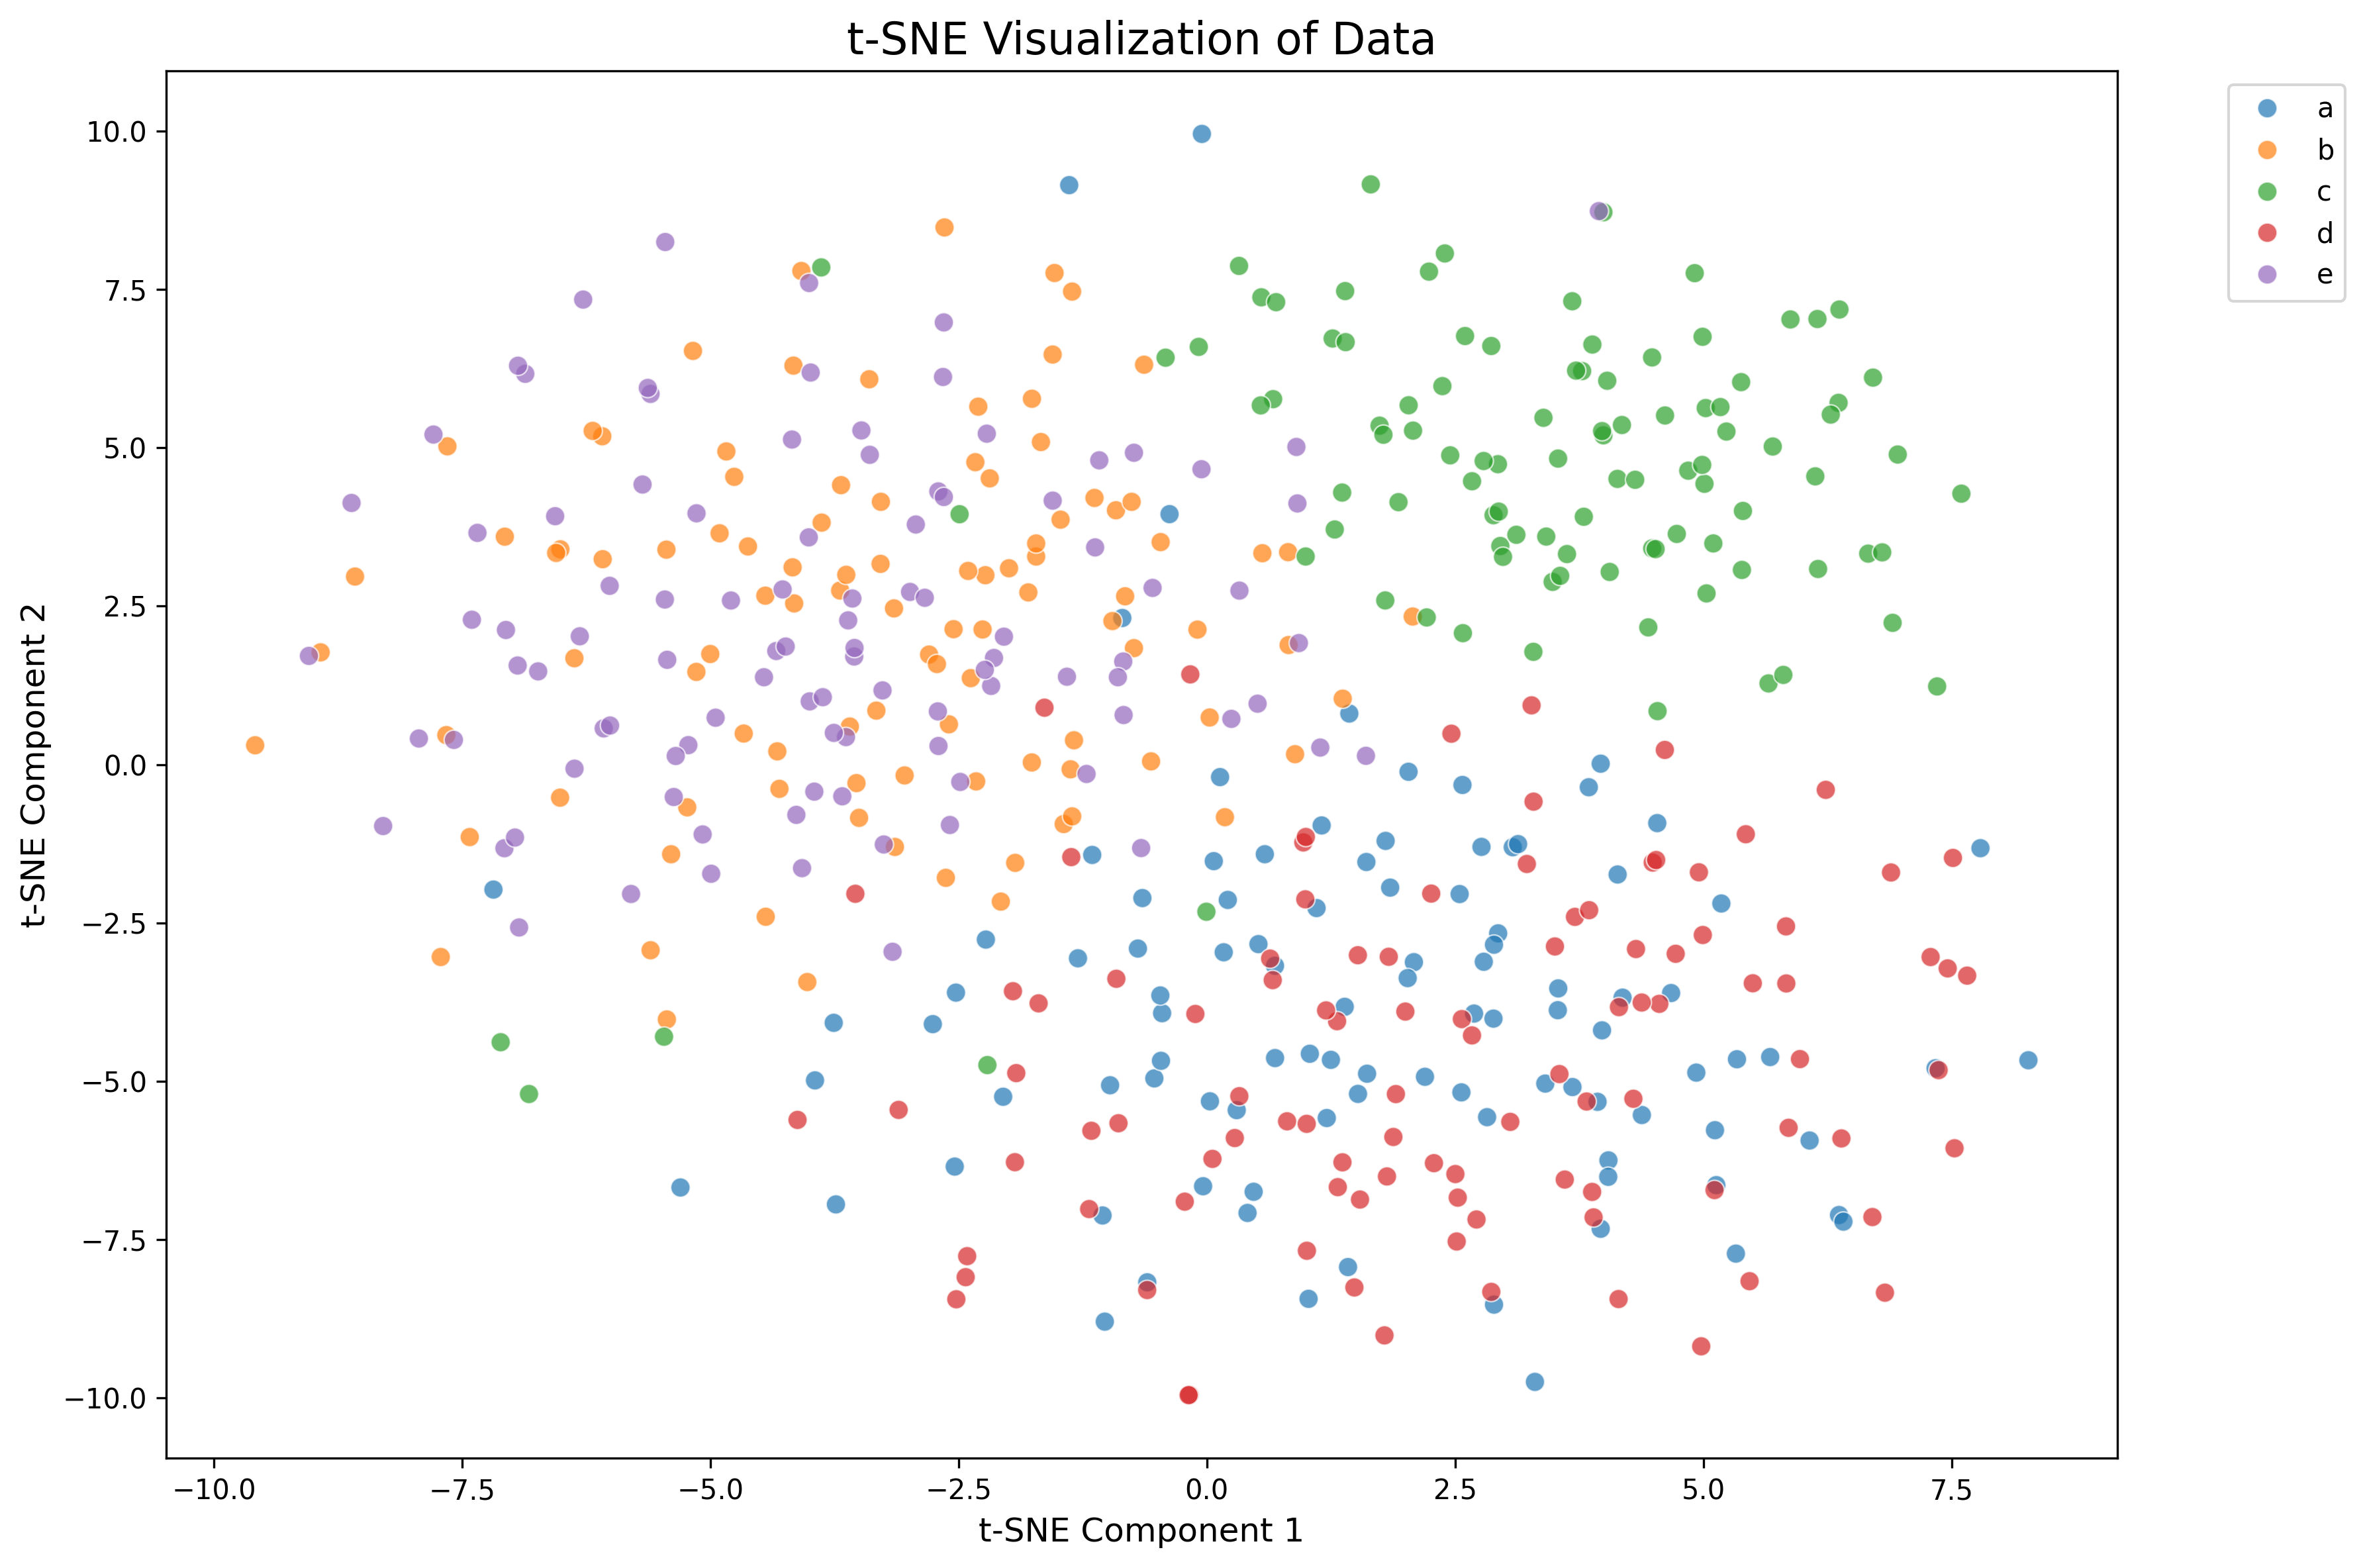 t-SNE Visualization of Data
a
b
c
d
e
10.0
7.5
5.0
2.5
0.0
−2.5
−5.0
−7.5
−10.0
t-SNE Component 2
−10.0 −7.5 −5.0 −2.5 0.0 2.5 5.0 7.5
t-SNE Component 1